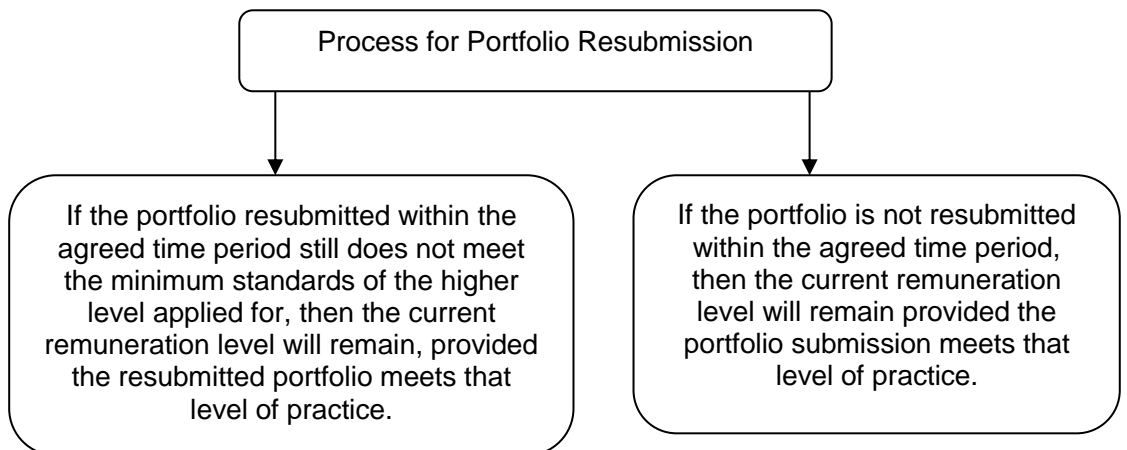 Process for Portfolio Resubmission
If the portfolio resubmitted within the
agreed time period still does not meet
the minimum standards of the higher
level applied for, then the current
remuneration level will remain, provided
the resubmitted portfolio meets that
level of practice.
If the portfolio is not resubmitted
within the agreed time period,
then the current remuneration
level will remain provided the
portfolio submission meets that
level of practice.